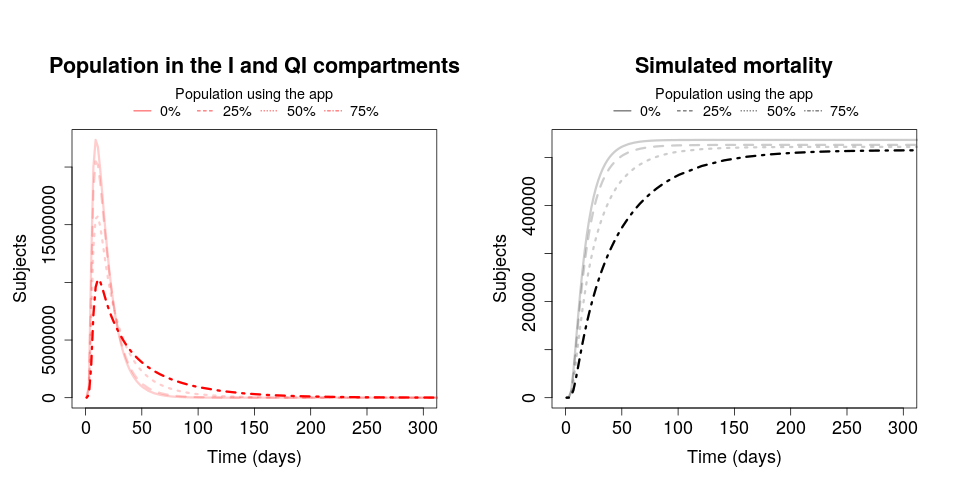 Population in the I and QI compartments
Population using the app
0% 25% 50% 75%
Subjects
0 5000000 15000000
0 50 100 150 200 250 300
Time (days)
Simulated mortality
Population using the app
0% 25% 50% 75%
Subjects
0 200000 400000
0 50 100 150 200 250 300
Time (days)